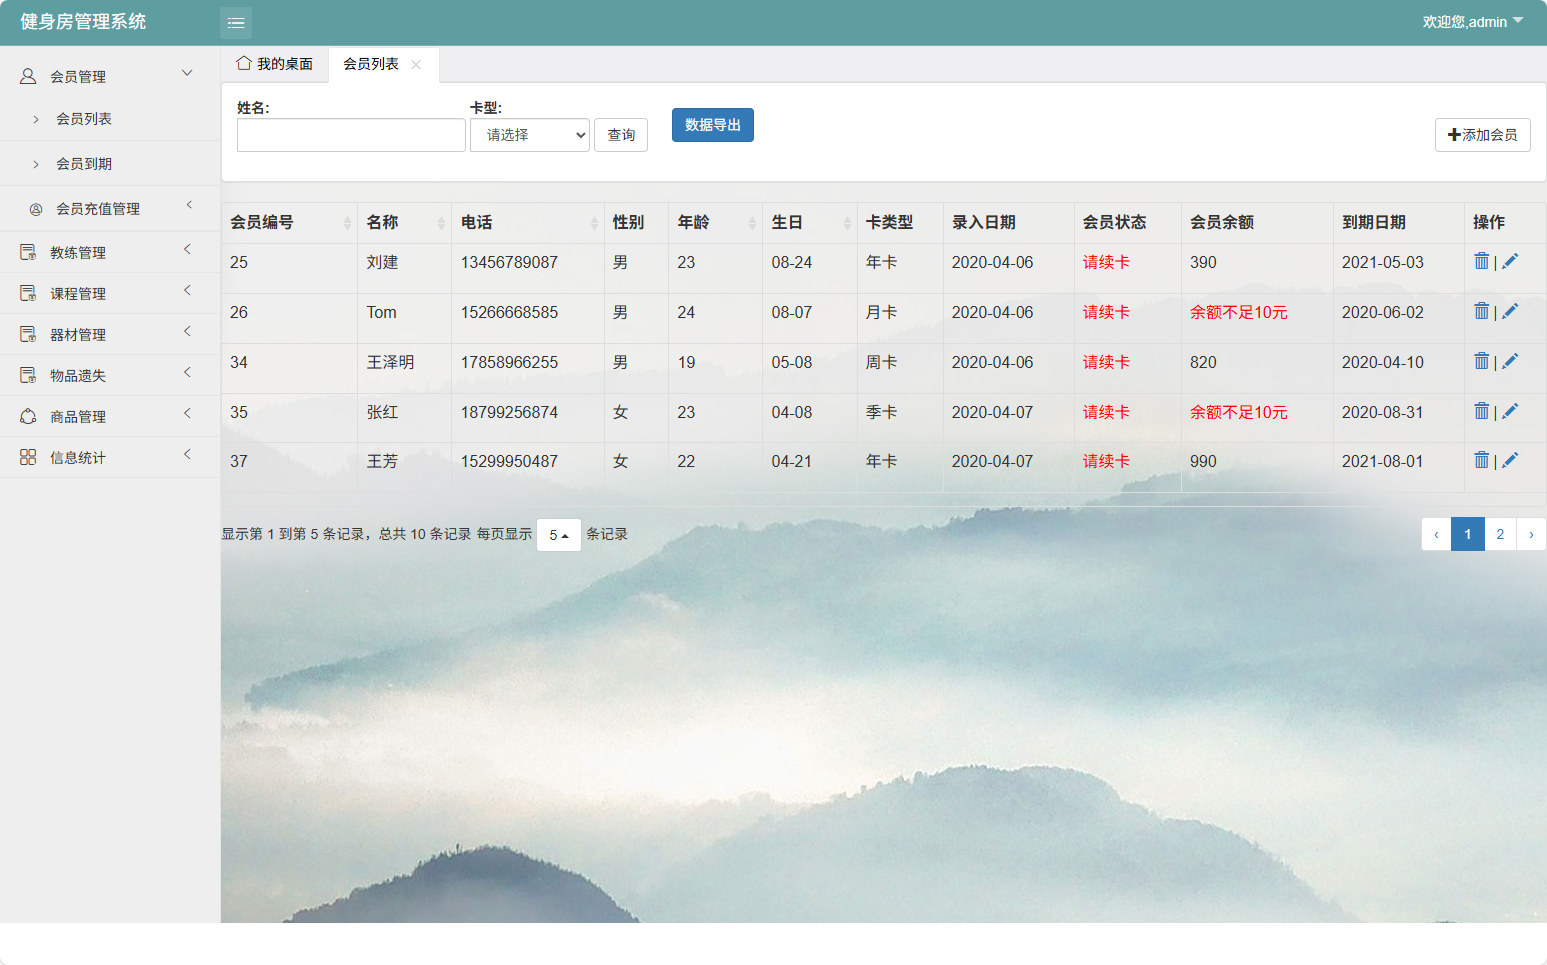 健身房管理系统
欢迎您,admin
会员管理
会员列表
会员到期
会员充值管理
教练管理
课程管理
器材管理
物品遗失
商品管理
信息统计
我的桌面 会员列表
姓名: 卡型:
请选择 查询 数据导出 添加会员
会员编号 名称 电话 性别 年龄 生日 卡类型 录入日期 会员状态 会员余额 到期日期 操作
25 刘建 13456789087 男 23 08-24 年卡 2020-04-06 请续卡 390 2021-05-03 |
26 Tom 15266668585 男 24 08-07 月卡 2020-04-06 请续卡 余额不足10元 2020-06-02 |
34 王泽明 17858966255 男 19 05-08 周卡 2020-04-06 请续卡 820 2020-04-10 |
35 张红 18799256874 女 23 04-08 季卡 2020-04-07 请续卡 余额不足10元 2020-08-31 |
37 王芳 15299950487 女 22 04-21 年卡 2020-04-07 请续卡 990 2021-08-01 |
显示第 1 到第 5 条记录，总共 10 条记录 每页显示 5 条记录
‹ 1 2 ›